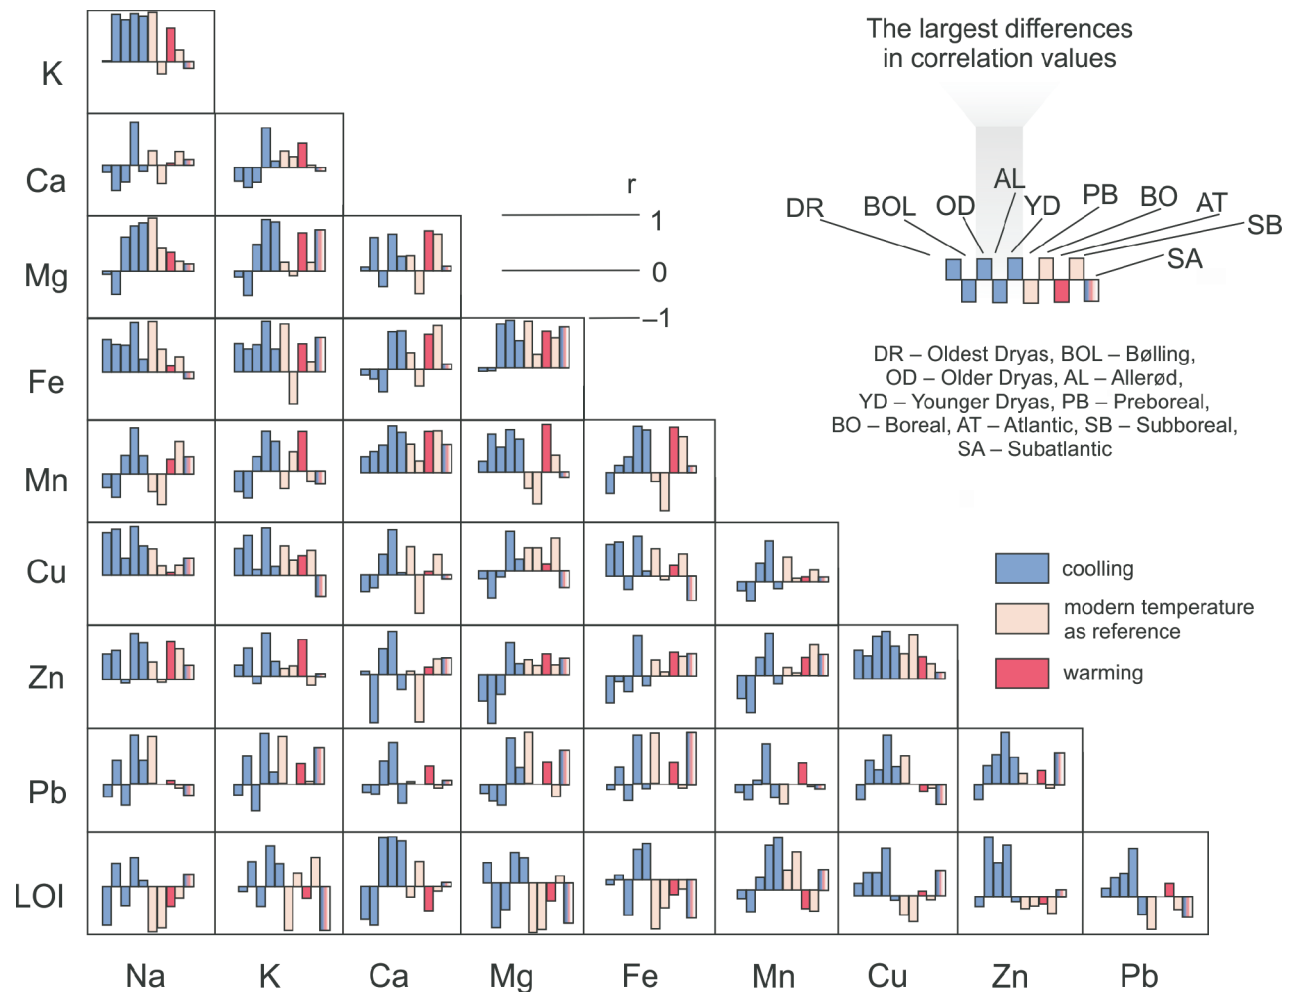 The largest differences
in correlation values
K
Ca
r
AL
DR
BOL
OD
YD
PB
BO
AT
SB
1
Mg
0
SA
–1
DR – Oldest Dryas, BOL – Bølling,
OD – Older Dryas, AL – Allerød,
YD – Younger Dryas, PB – Preboreal,
BO – Boreal, AT – Atlantic, SB – Subboreal,
SA – Subatlantic
Fe
Mn
Cu
coolling
modern temperature
as reference
warming
Zn
Pb
LOI
Na K Ca Mg Fe Mn Cu Zn Pb